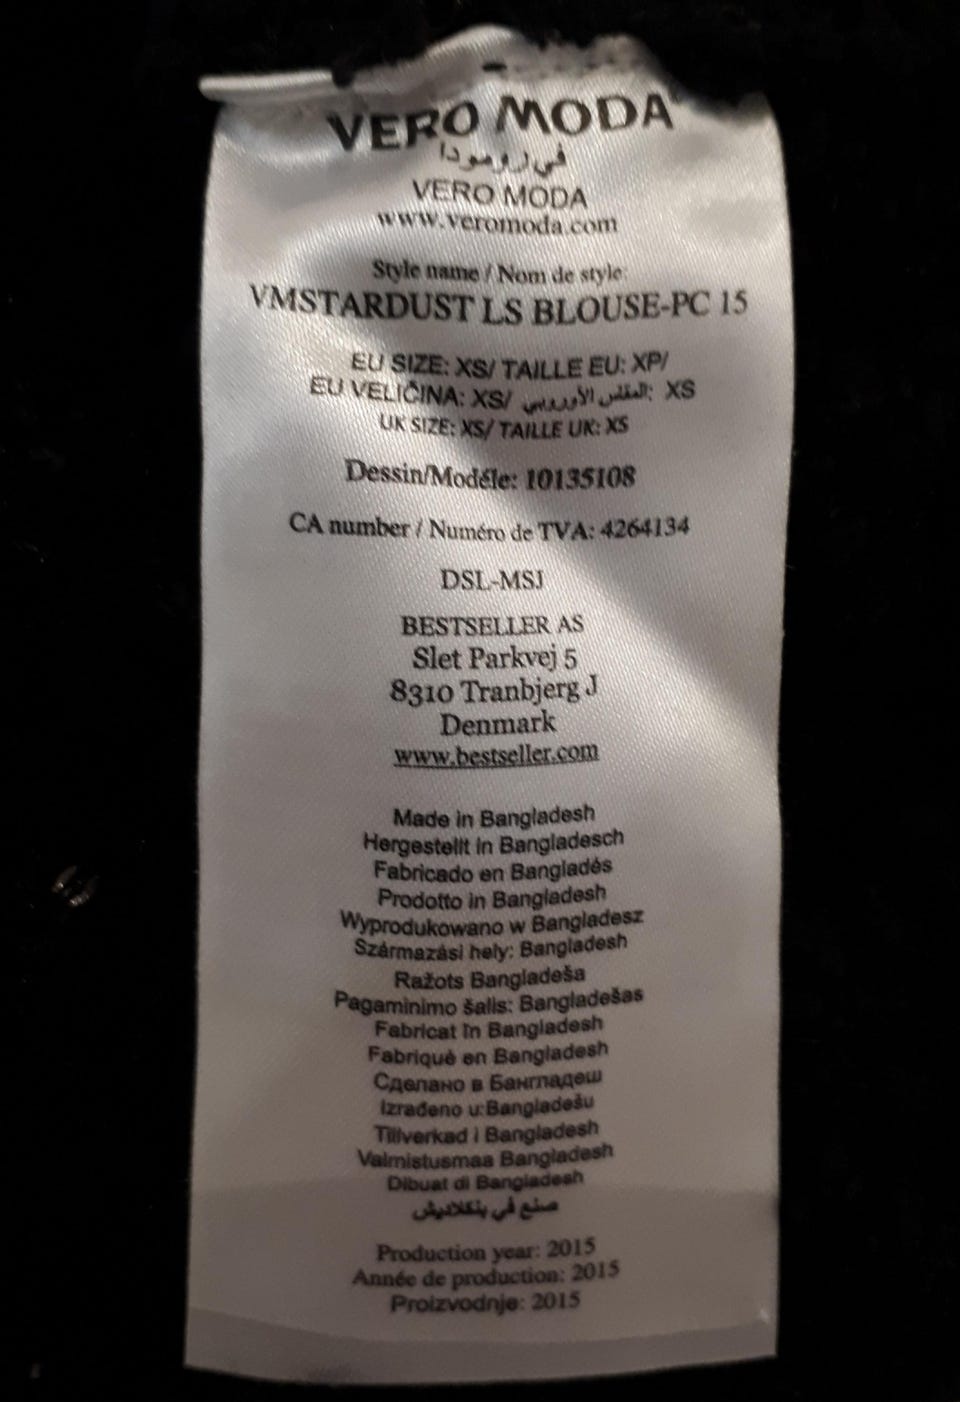 VERO MODA
فيرومودا
VERO MODA
www.veromoda.com
Style name / Nom de style:
VMSTARDUST LS BLOUSE-PC 15
EU SIZE: XS/ TAILLE EU: XP/
EU VELIČINA: XS/ المقاس الأوروبي: XS
UK SIZE: XS/ TAILLE UK: XS
Dessin/Modéle: 10135108
CA number / Numéro de TVA: 4264134
DSL-MSJ
BESTSELLER AS
Slet Parkvej 5
8310 Tranbjerg J
Denmark
www.bestseller.com
Made in Bangladesh
Hergestellt in Bangladesch
Fabricado en Bangladés
Prodotto in Bangladesh
Wyprodukowano w Bangladesz
Származási hely: Bangladesh
Ražots Bangladeša
Pagaminimo šalis: Bangladešas
Fabricat în Bangladesh
Fabriquè en Bangladesh
Сделано в Бангладеш
Izrađeno u:Bangladešu
Tillverkad i Bangladesh
Valmistusmaa Bangladesh
Dibuat di Bangladesh
صنع في بنكلاديش
Production year: 2015
Année de production: 2015
Proizvodnje: 2015